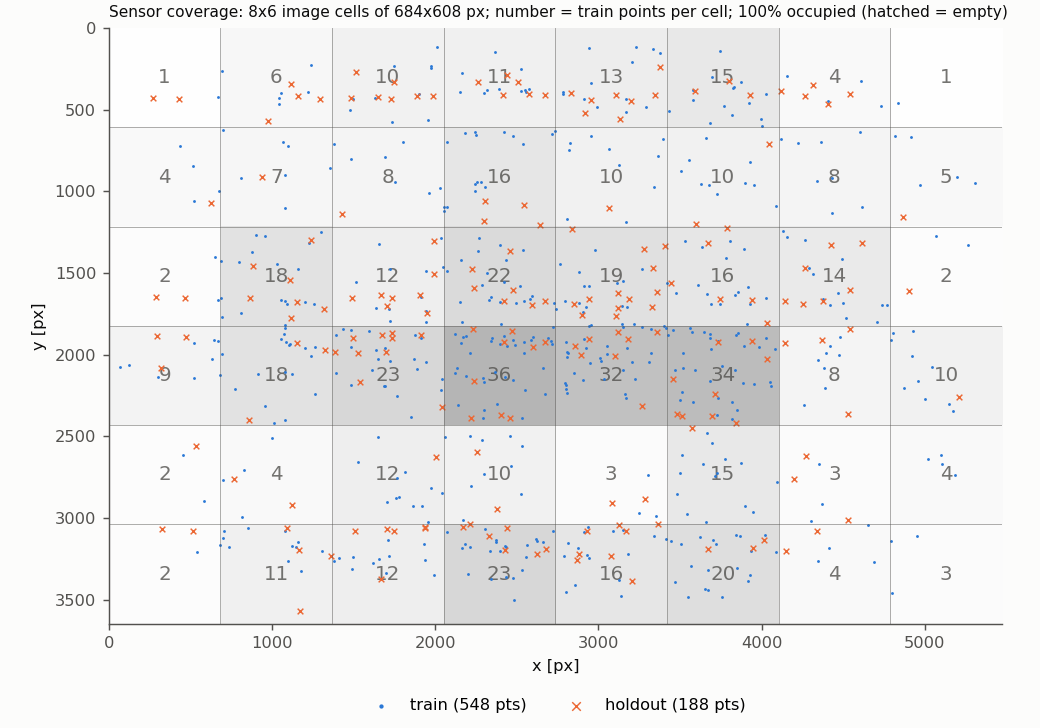 Sensor coverage: 8x6 image cells of 684x608 px; number = train points per cell; 100% occupied (hatched = empty)
0
1 6 10 11 13 15 4 1
500
4 7 8 16 10 10 8 5
1000
2 18 12 22 19 16 14 2
1500
y [px]
2000
9 18 23 36 32 34 8 10
2500
2 4 12 10 3 15 3 4
3000
2 11 12 23 16 20 4 3
3500
0 1000 2000 3000 4000 5000
x [px]
train (548 pts) holdout (188 pts)